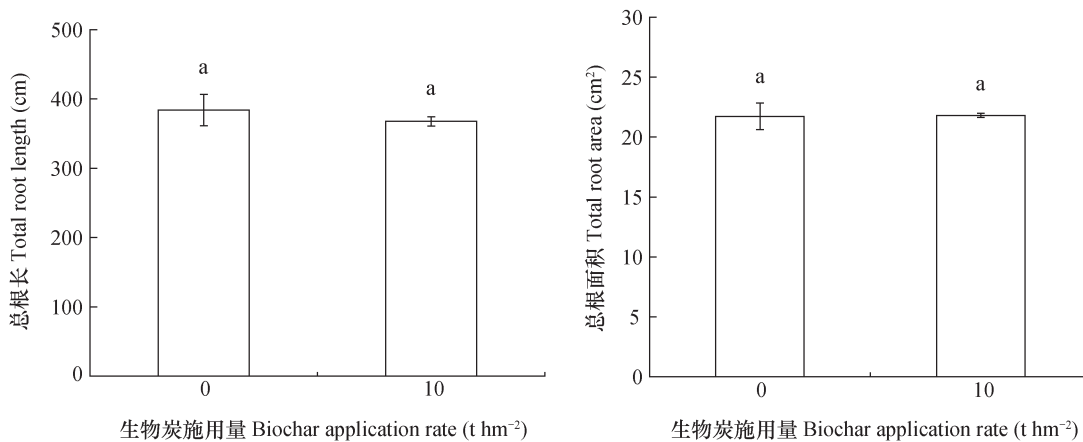 500
400
300
200
100
0
总根长 Total root length (cm)
a
a
0
10
生物炭施用量 Biochar application rate (t hm⁻²)
30
25
20
15
10
5
0
总根面积 Total root area (cm²)
a
a
0
10
生物炭施用量 Biochar application rate (t hm⁻²)